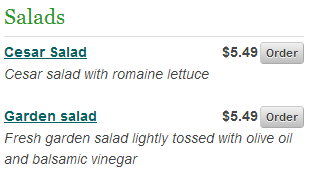 Salads
Cesar Salad $5.49 Order
Cesar salad with romaine lettuce
Garden salad $5.49 Order
Fresh garden salad lightly tossed with olive oil
and balsamic vinegar